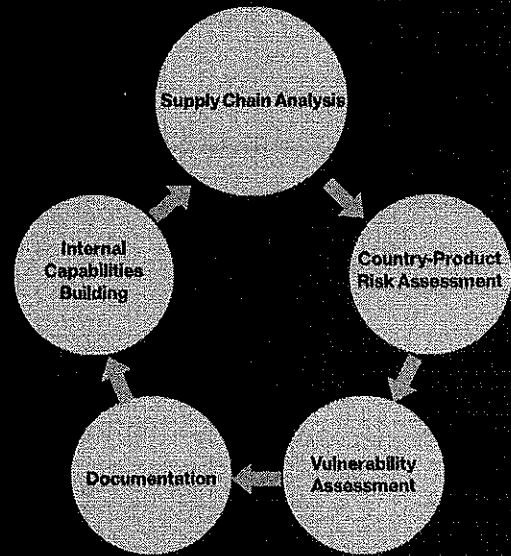 Supply Chain Analysis
Country-Product
Risk Assessment
Vulnerability
Assessment
Documentation
Internal
Capabilities
Building